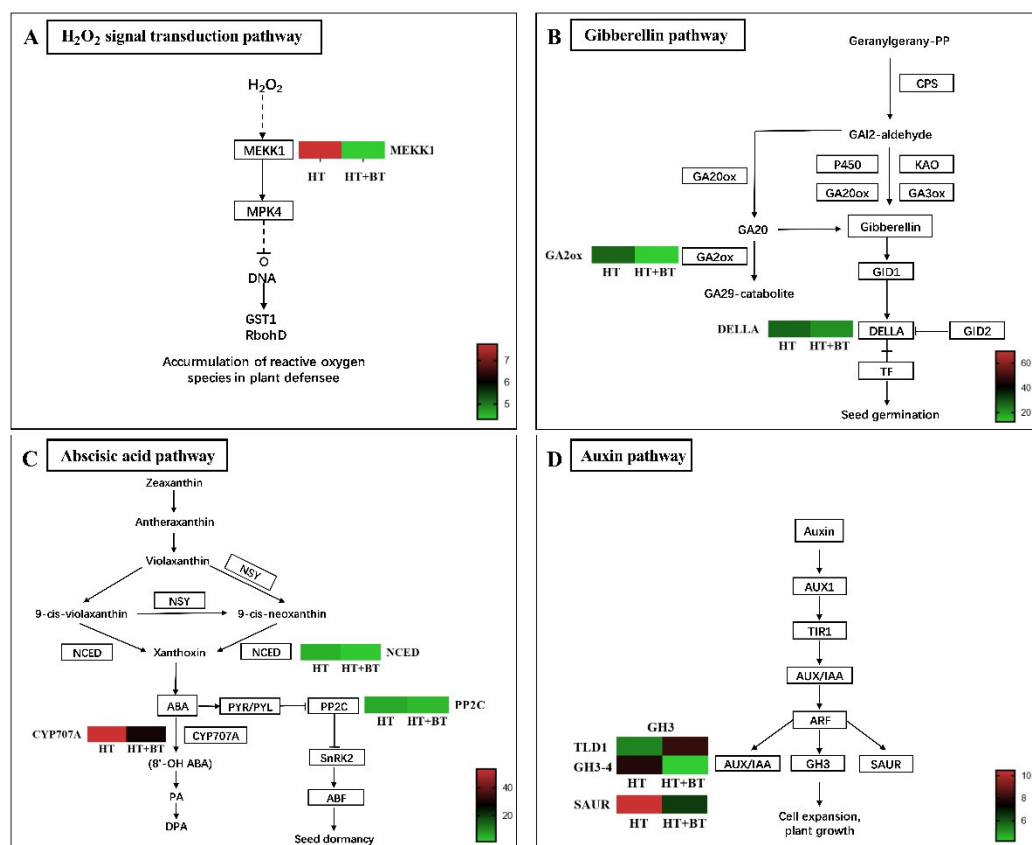 A
H₂O₂ signal transduction pathway
H₂O₂
MEKK1
MEKK1
HT
HT+BT
MPK4
DNA
GST1
RbohD
Accurmulation of reactive oxygen
species in plant defensee
7
6
5
B
Gibberellin pathway
Geranylgerany-PP
CPS
GAI2-aldehyde
P450
KAO
GA20ox
GA20ox
GA3ox
GA20
Gibberellin
GA2ox
GA2ox
HT
HT+BT
GID1
GA29-catabolite
DELLA
DELLA
GID2
HT
HT+BT
TF
Seed germination
60
40
20
C
Abscisic acid pathway
Zeaxanthin
Antheraxanthin
Violaxanthin
NSY
9-cis-violaxanthin
NSY
9-cis-neoxanthin
NCED
Xanthoxin
NCED
NCED
HT
HT+BT
ABA
PYR/PYL
PP2C
PP2C
HT
HT+BT
CYP707A
CYP707A
HT
HT+BT
(8'-OH ABA)
SnRK2
PA
ABF
DPA
Seed dormancy
40
20
D
Auxin pathway
Auxin
AUX1
TIR1
AUX/IAA
ARF
GH3
TLD1
GH3-4
HT
HT+BT
AUX/IAA
GH3
SAUR
SAUR
HT
HT+BT
Cell expansion,
plant growth
10
8
6